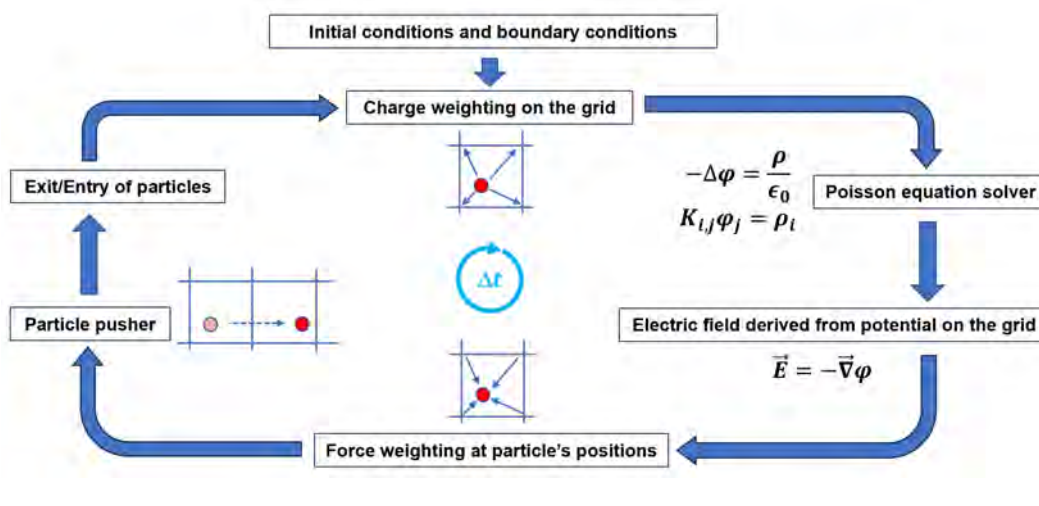 Initial conditions and boundary conditions
Charge weighting on the grid
Exit/Entry of particles
−Δφ = ρ/ϵ₀
K_{i,j}φ_j = ρ_i
Poisson equation solver
Δt
Particle pusher
Electric field derived from potential on the grid
E⃗ = −∇⃗φ
Force weighting at particle's positions